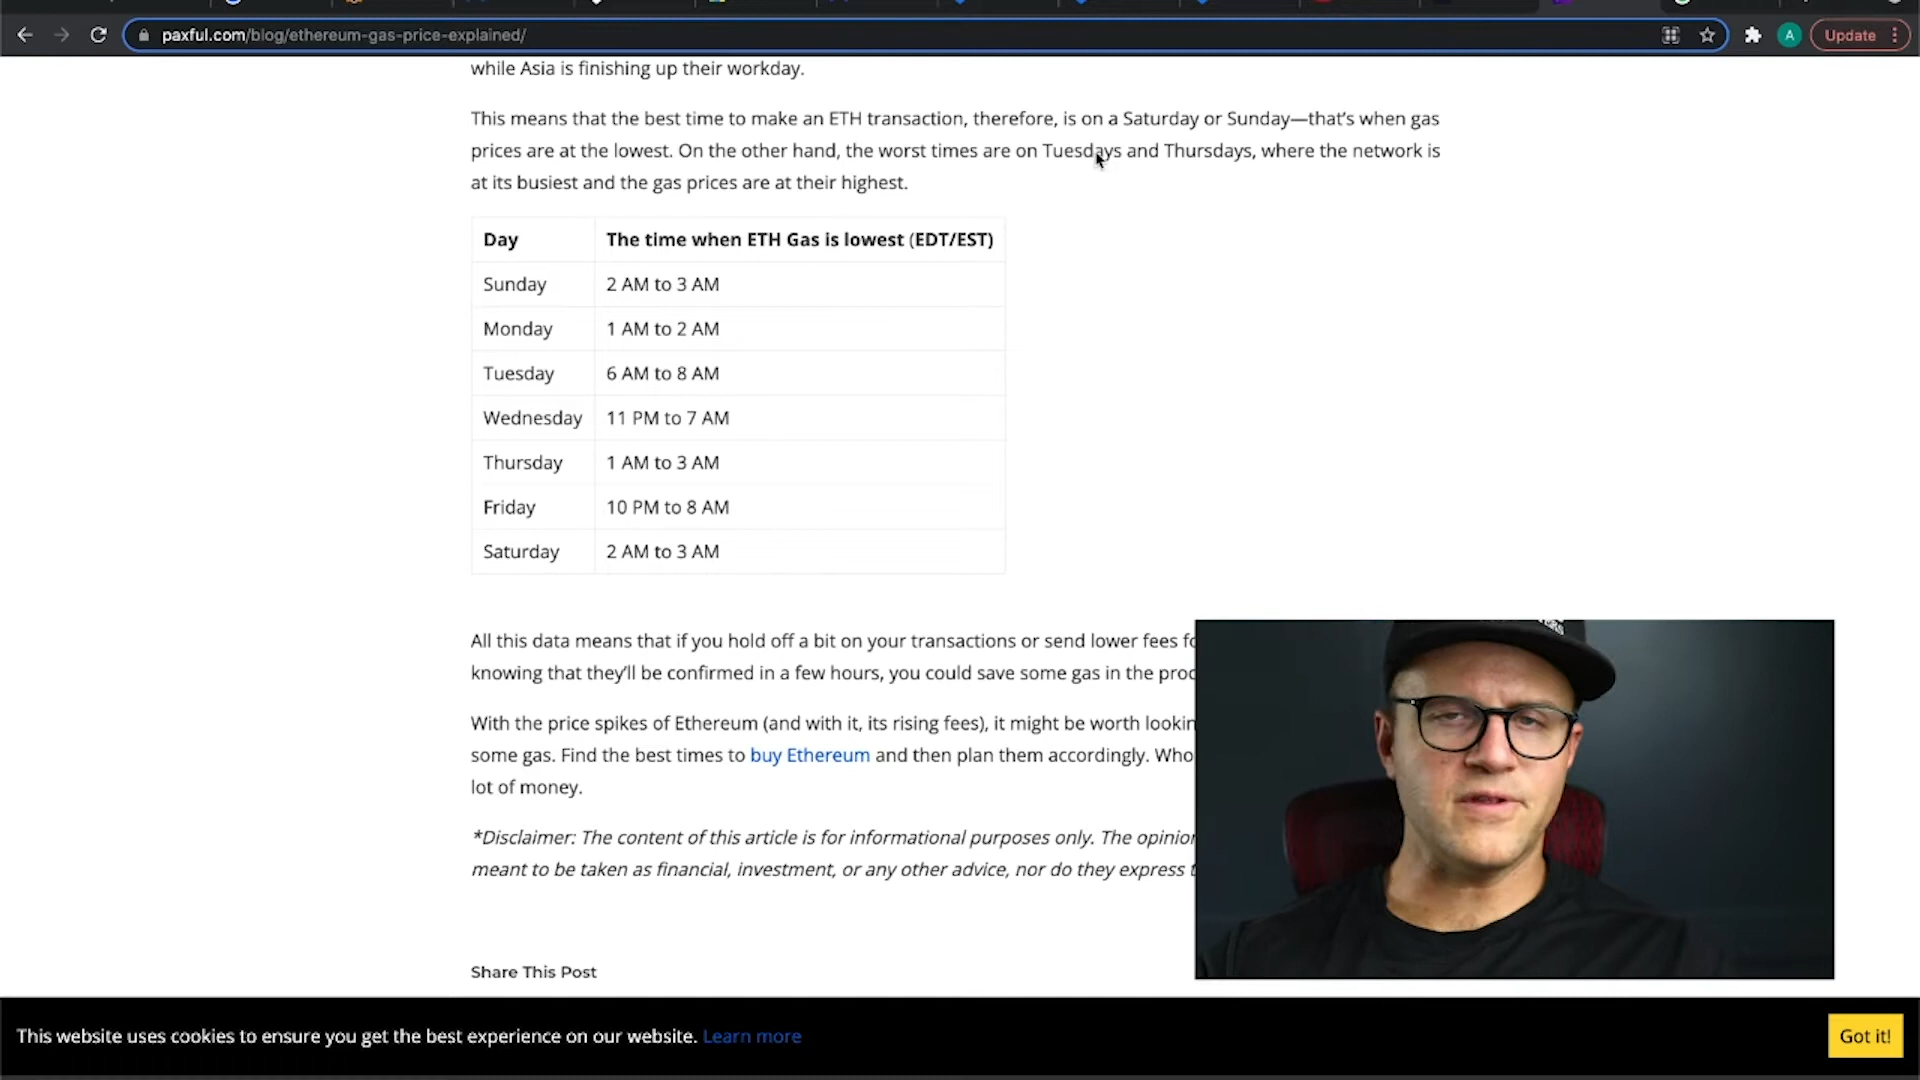 paxful.com/blog/ethereum-gas-price-explained/
A
Update
while Asia is finishing up their workday.
This means that the best time to make an ETH transaction, therefore, is on a Saturday or Sunday—that's when gas
prices are at the lowest. On the other hand, the worst times are on Tuesdays and Thursdays, where the network is
at its busiest and the gas prices are at their highest.
Day The time when ETH Gas is lowest (EDT/EST)
Sunday 2 AM to 3 AM
Monday 1 AM to 2 AM
Tuesday 6 AM to 8 AM
Wednesday 11 PM to 7 AM
Thursday 1 AM to 3 AM
Friday 10 PM to 8 AM
Saturday 2 AM to 3 AM
All this data means that if you hold off a bit on your transactions or send lower fees
knowing that they'll be confirmed in a few hours, you could save some gas in the
With the price spikes of Ethereum (and with it, its rising fees), it might be worth
some gas. Find the best times to buy Ethereum and then plan them accordingly.
lot of money.
*Disclaimer: The content of this article is for informational purposes only. The
meant to be taken as financial, investment, or any other advice, nor do they express
Share This Post
This website uses cookies to ensure you get the best experience on our website. Learn more
Got it!